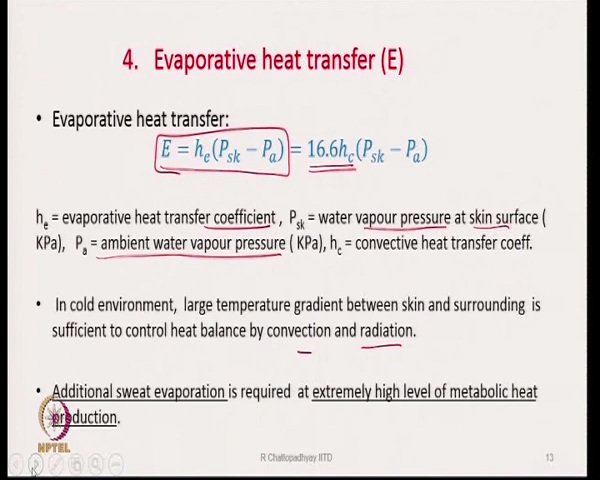 4. Evaporative heat transfer (E)
• Evaporative heat transfer:
E = hₑ(Pₛₖ − Pₐ) = 16.6h꜀(Pₛₖ − Pₐ)
hₑ = evaporative heat transfer coefficient , Pₛₖ = water vapour pressure at skin surface (
KPa), Pₐ = ambient water vapour pressure ( KPa), h꜀ = convective heat transfer coeff.
• In cold environment, large temperature gradient between skin and surrounding is
sufficient to control heat balance by convection and radiation.
• Additional sweat evaporation is required at extremely high level of metabolic heat
production.
NPTEL
R Chattopadhyay IITD
13